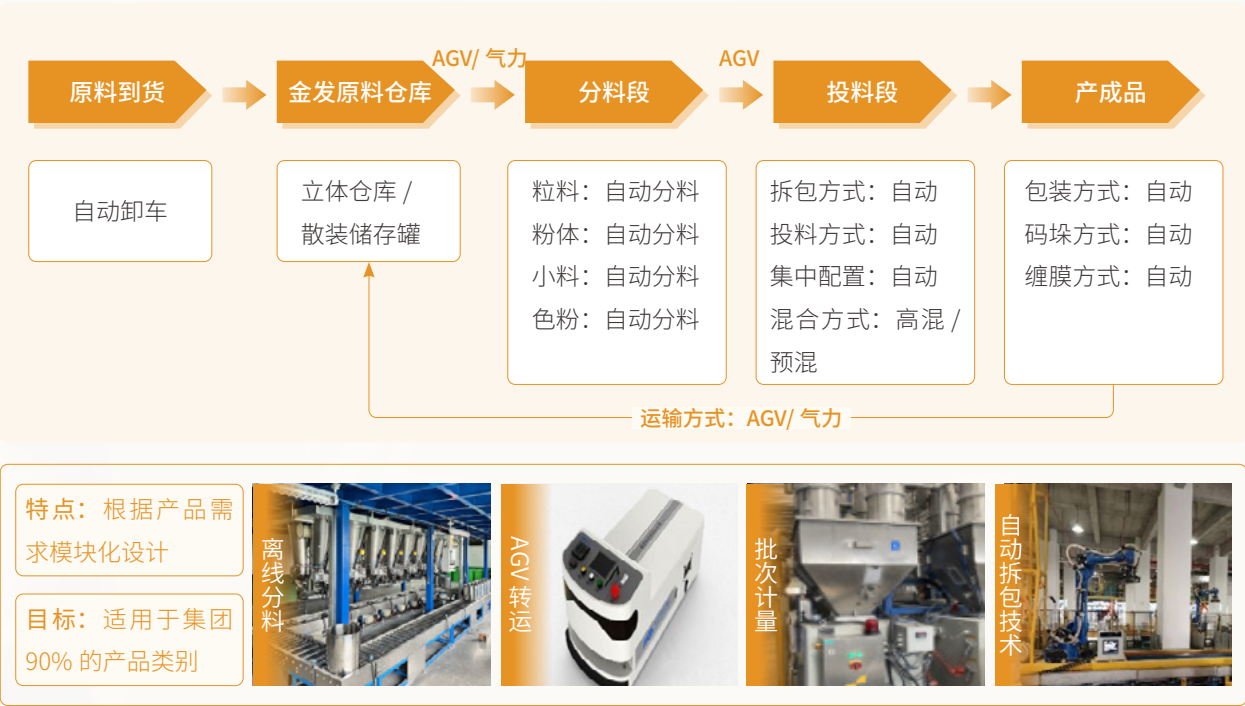 AGV/ 气力
AGV
原料到货
金发原料仓库
分料段
投料段
产成品
自动卸车
立体仓库 /
散装储存罐
粒料：自动分料
粉体：自动分料
小料：自动分料
色粉：自动分料
拆包方式：自动
投料方式：自动
集中配置：自动
混合方式：高混 /
预混
包装方式：自动
码垛方式：自动
缠膜方式：自动
运输方式：AGV/ 气力
特点：根据产品需
求模块化设计
目标：适用于集团
90% 的产品类别
离线分料
AGV 转运
批次计量
自动拆包技术